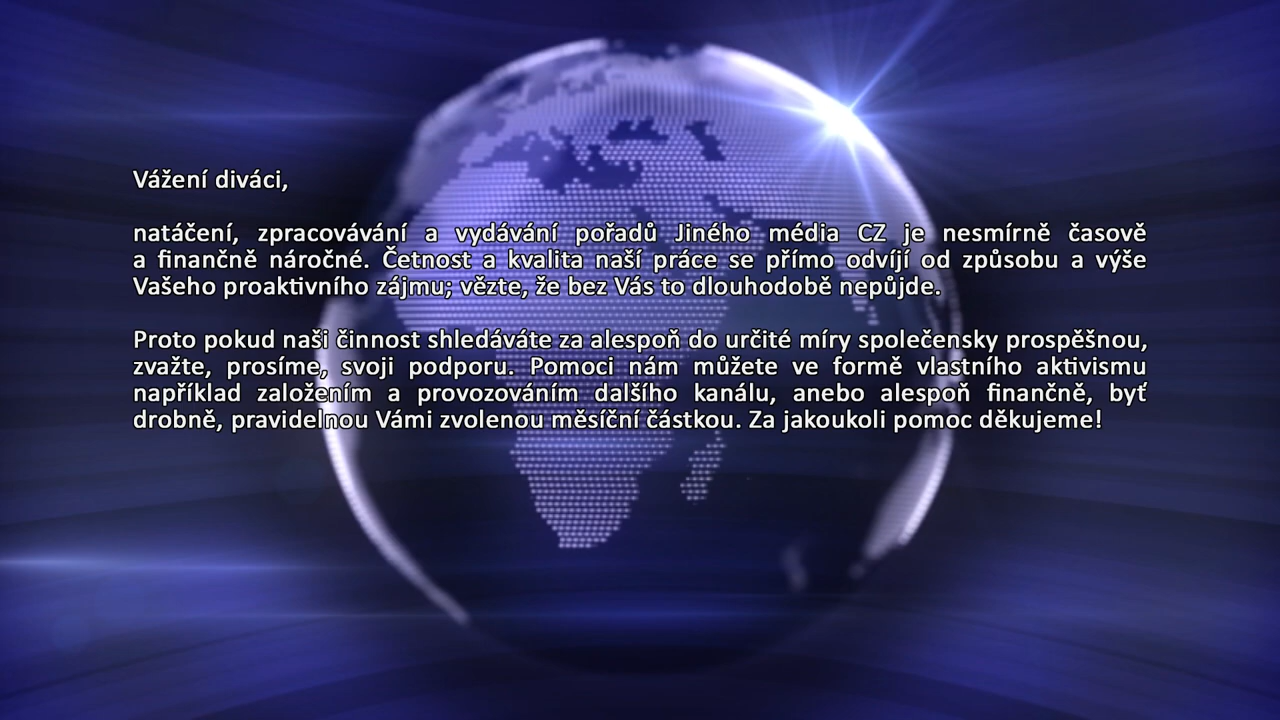 Vážení diváci,
natáčení, zpracovávání a vydávání pořadů Jiného média CZ je nesmírně časově
a finančně náročné. Četnost a kvalita naší práce se přímo odvíjí od způsobu a výše
Vašeho proaktivního zájmu; vězte, že bez Vás to dlouhodobě nepůjde.
Proto pokud naši činnost shledáváte za alespoň do určité míry společensky prospěšnou,
zvažte, prosíme, svoji podporu. Pomoci nám můžete ve formě vlastního aktivismu
například založením a provozováním dalšího kanálu, anebo alespoň finančně, byť
drobně, pravidelnou Vámi zvolenou měsíční částkou. Za jakoukoli pomoc děkujeme!